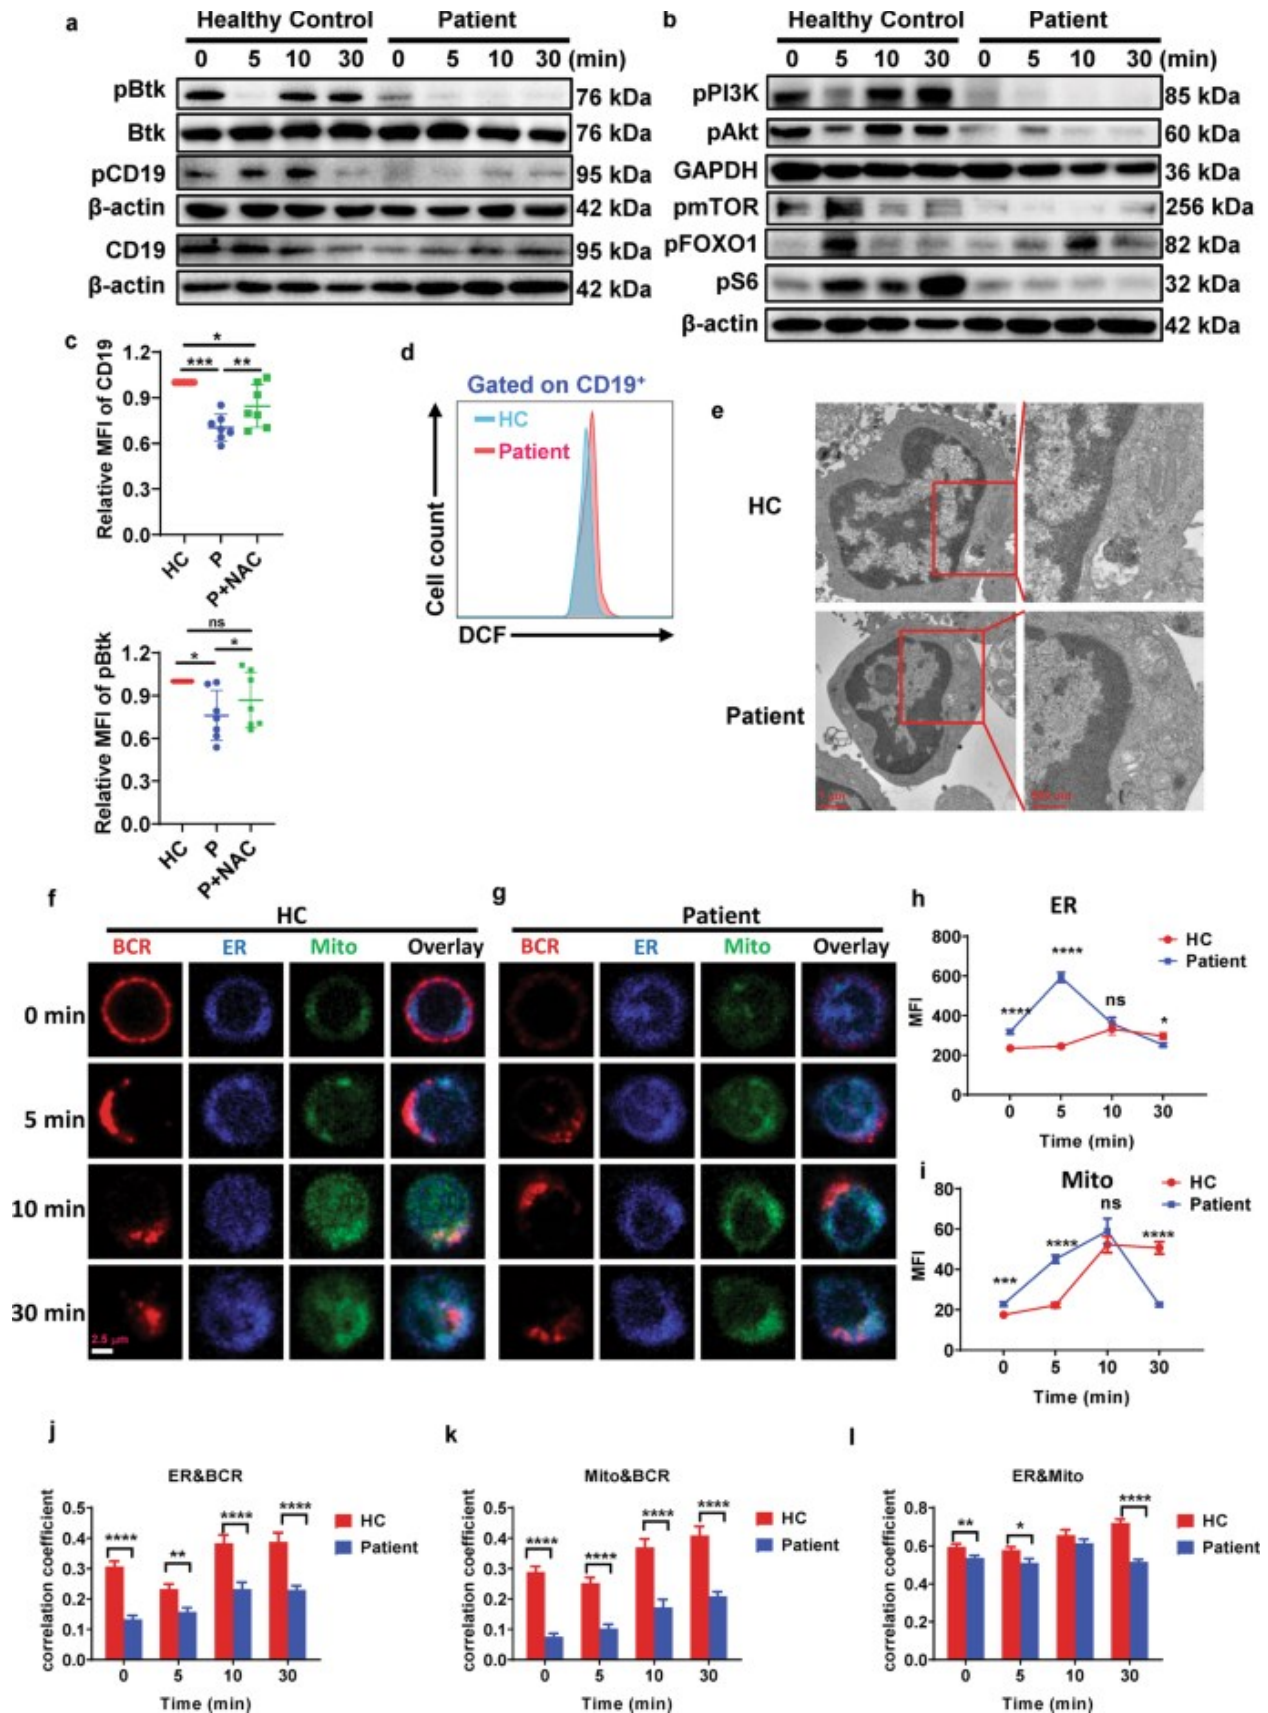 a
Healthy Control Patient
0 5 10 30 0 5 10 30 (min)
pBtk 76 kDa
Btk 76 kDa
pCD19 95 kDa
β-actin 42 kDa
CD19 95 kDa
β-actin 42 kDa
b
Healthy Control Patient
0 5 10 30 0 5 10 30 (min)
pPI3K 85 kDa
pAkt 60 kDa
GAPDH 36 kDa
pmTOR 256 kDa
pFOXO1 82 kDa
pS6 32 kDa
β-actin 42 kDa
c
Relative MFI of CD19
1.2
0.9
0.6
0.3
0.0
*
*** **
HC P P+NAC
Relative MFI of pBtk
1.2
0.9
0.6
0.3
0.0
ns
* *
HC P P+NAC
d
Gated on CD19⁺
HC
Patient
Cell count
DCF
e
HC
Patient
f
HC
BCR ER Mito Overlay
0 min
5 min
10 min
30 min
2.5 μm
g
Patient
BCR ER Mito Overlay
h
ER
HC
Patient
MFI
800
600
400
200
0
**** **** ns *
0 5 10 30
Time (min)
i
Mito
HC
Patient
MFI
80
60
40
20
0
*** **** ns ****
0 5 10 30
Time (min)
j
ER&BCR
HC
Patient
correlation coefficient
0.5
0.4
0.3
0.2
0.1
0.0
**** ** **** ****
0 5 10 30
Time (min)
k
Mito&BCR
HC
Patient
correlation coefficient
0.5
0.4
0.3
0.2
0.1
0.0
**** **** **** ****
0 5 10 30
Time (min)
l
ER&Mito
HC
Patient
correlation coefficient
0.8
0.6
0.4
0.2
0.0
** * ****
0 5 10 30
Time (min)